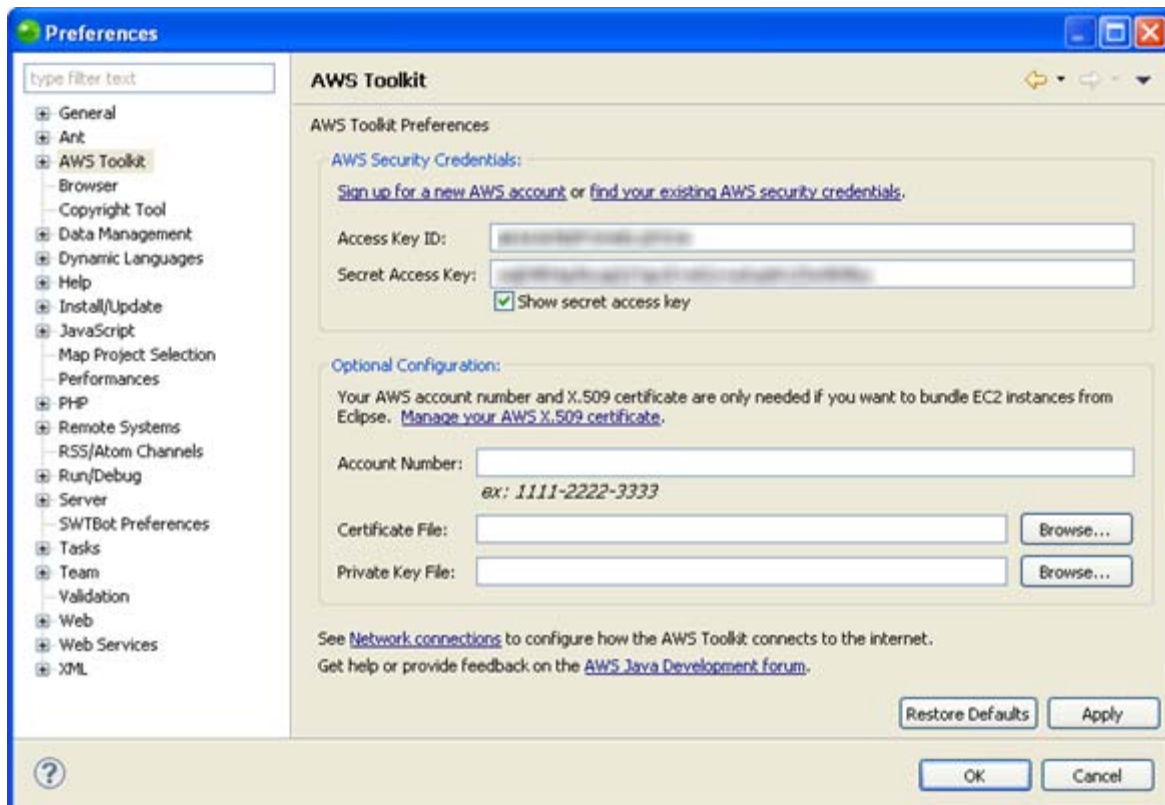 Preferences
type filter text
General
Ant
AWS Toolkit
Browser
Copyright Tool
Data Management
Dynamic Languages
Help
Install/Update
JavaScript
Map Project Selection
Performances
PHP
Remote Systems
RSS/Atom Channels
Run/Debug
Server
SWTBot Preferences
Tasks
Team
Validation
Web
Web Services
XML
AWS Toolkit
AWS Toolkit Preferences
AWS Security Credentials:
Sign up for a new AWS account or find your existing AWS security credentials.
Access Key ID:
Secret Access Key:
Show secret access key
Optional Configuration:
Your AWS account number and X.509 certificate are only needed if you want to bundle EC2 instances from
Eclipse. Manage your AWS X.509 certificate.
Account Number:
ex: 1111-2222-3333
Certificate File:
Browse...
Private Key File:
Browse...
See Network connections to configure how the AWS Toolkit connects to the internet.
Get help or provide feedback on the AWS Java Development forum.
Restore Defaults
Apply
?
OK
Cancel